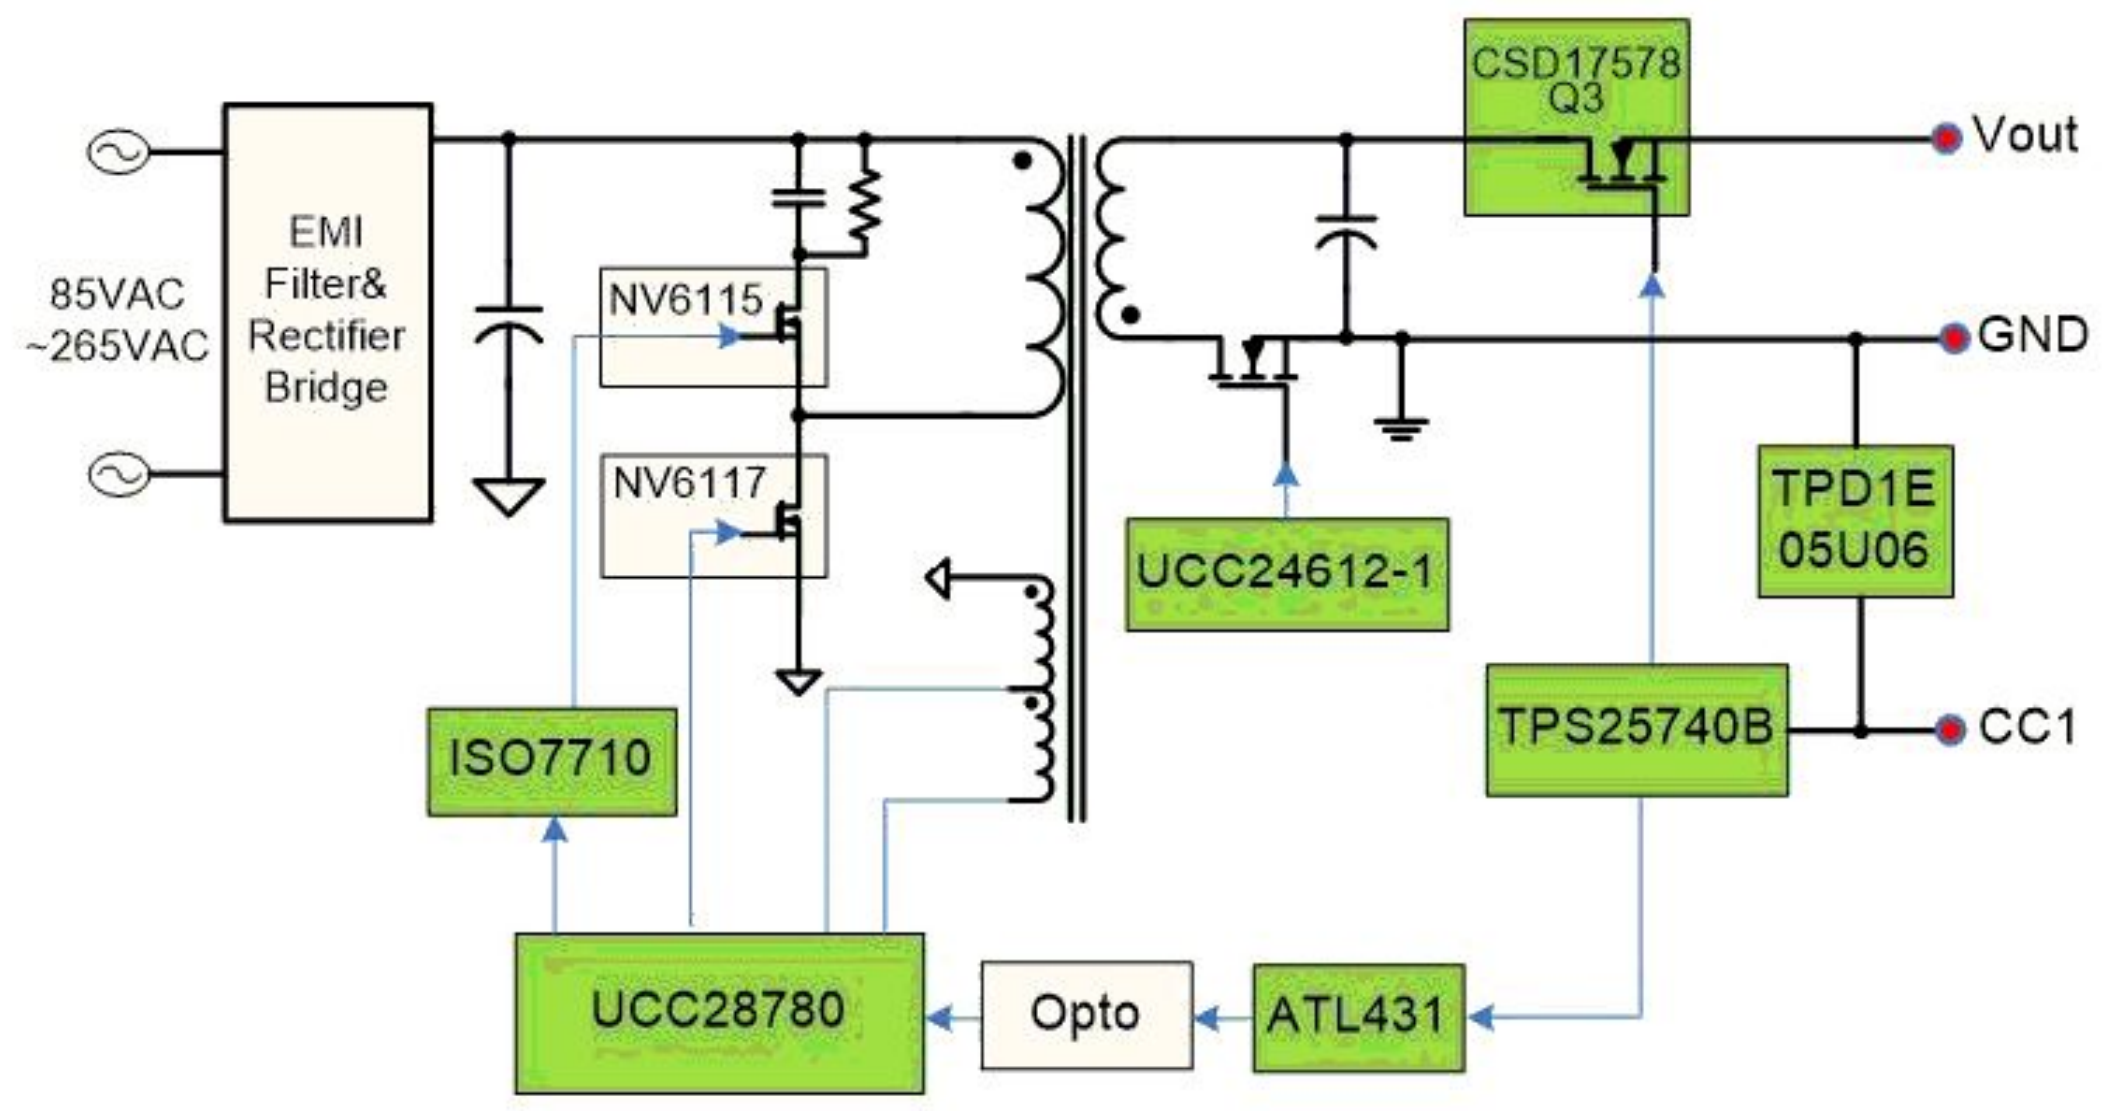 CSD17578
Q3
Vout
EMI
Filter&
Rectifier
Bridge
85VAC
~265VAC
NV6115
GND
NV6117
TPD1E
05U06
UCC24612-1
ISO7710
TPS25740B
CC1
UCC28780
Opto
ATL431